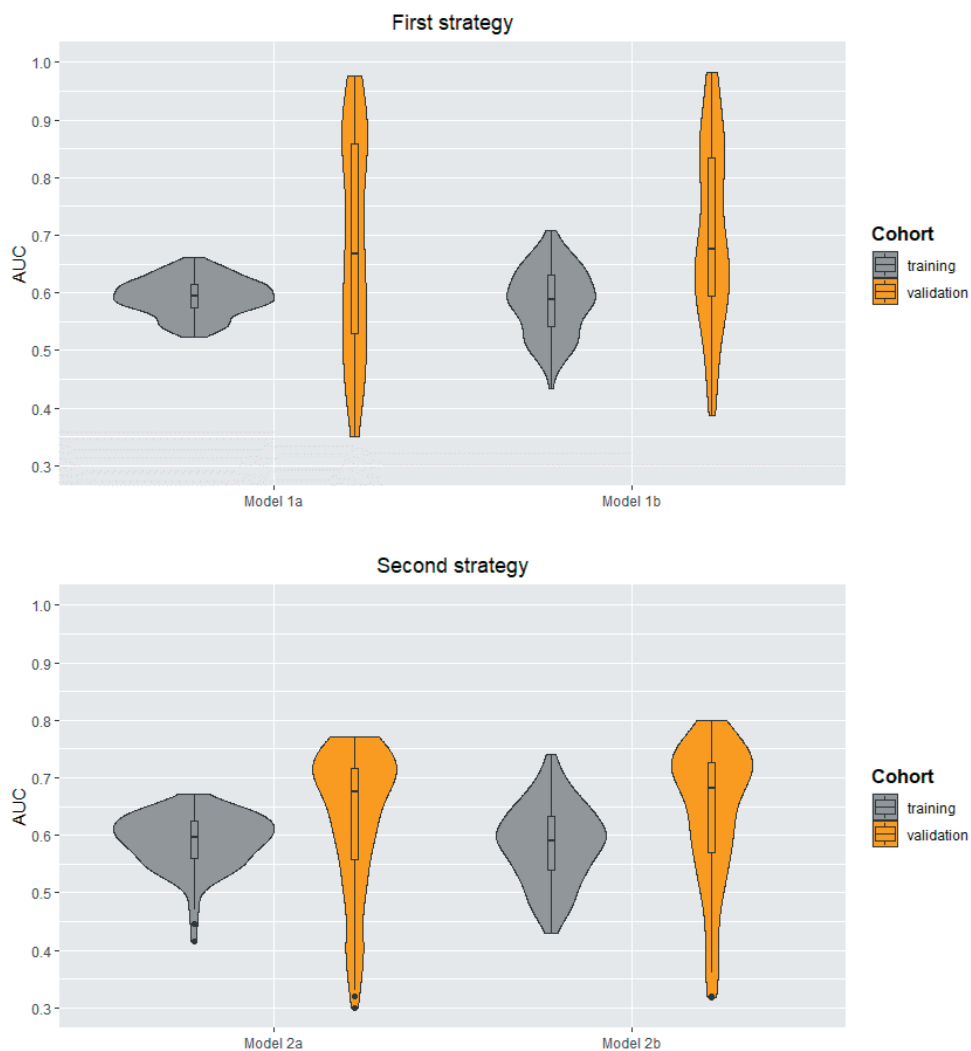 First strategy
AUC
1.0
0.9
0.8
0.7
0.6
0.5
0.4
0.3
Model 1a
Model 1b
Cohort
training
validation
Second strategy
AUC
1.0
0.9
0.8
0.7
0.6
0.5
0.4
0.3
Model 2a
Model 2b
Cohort
training
validation